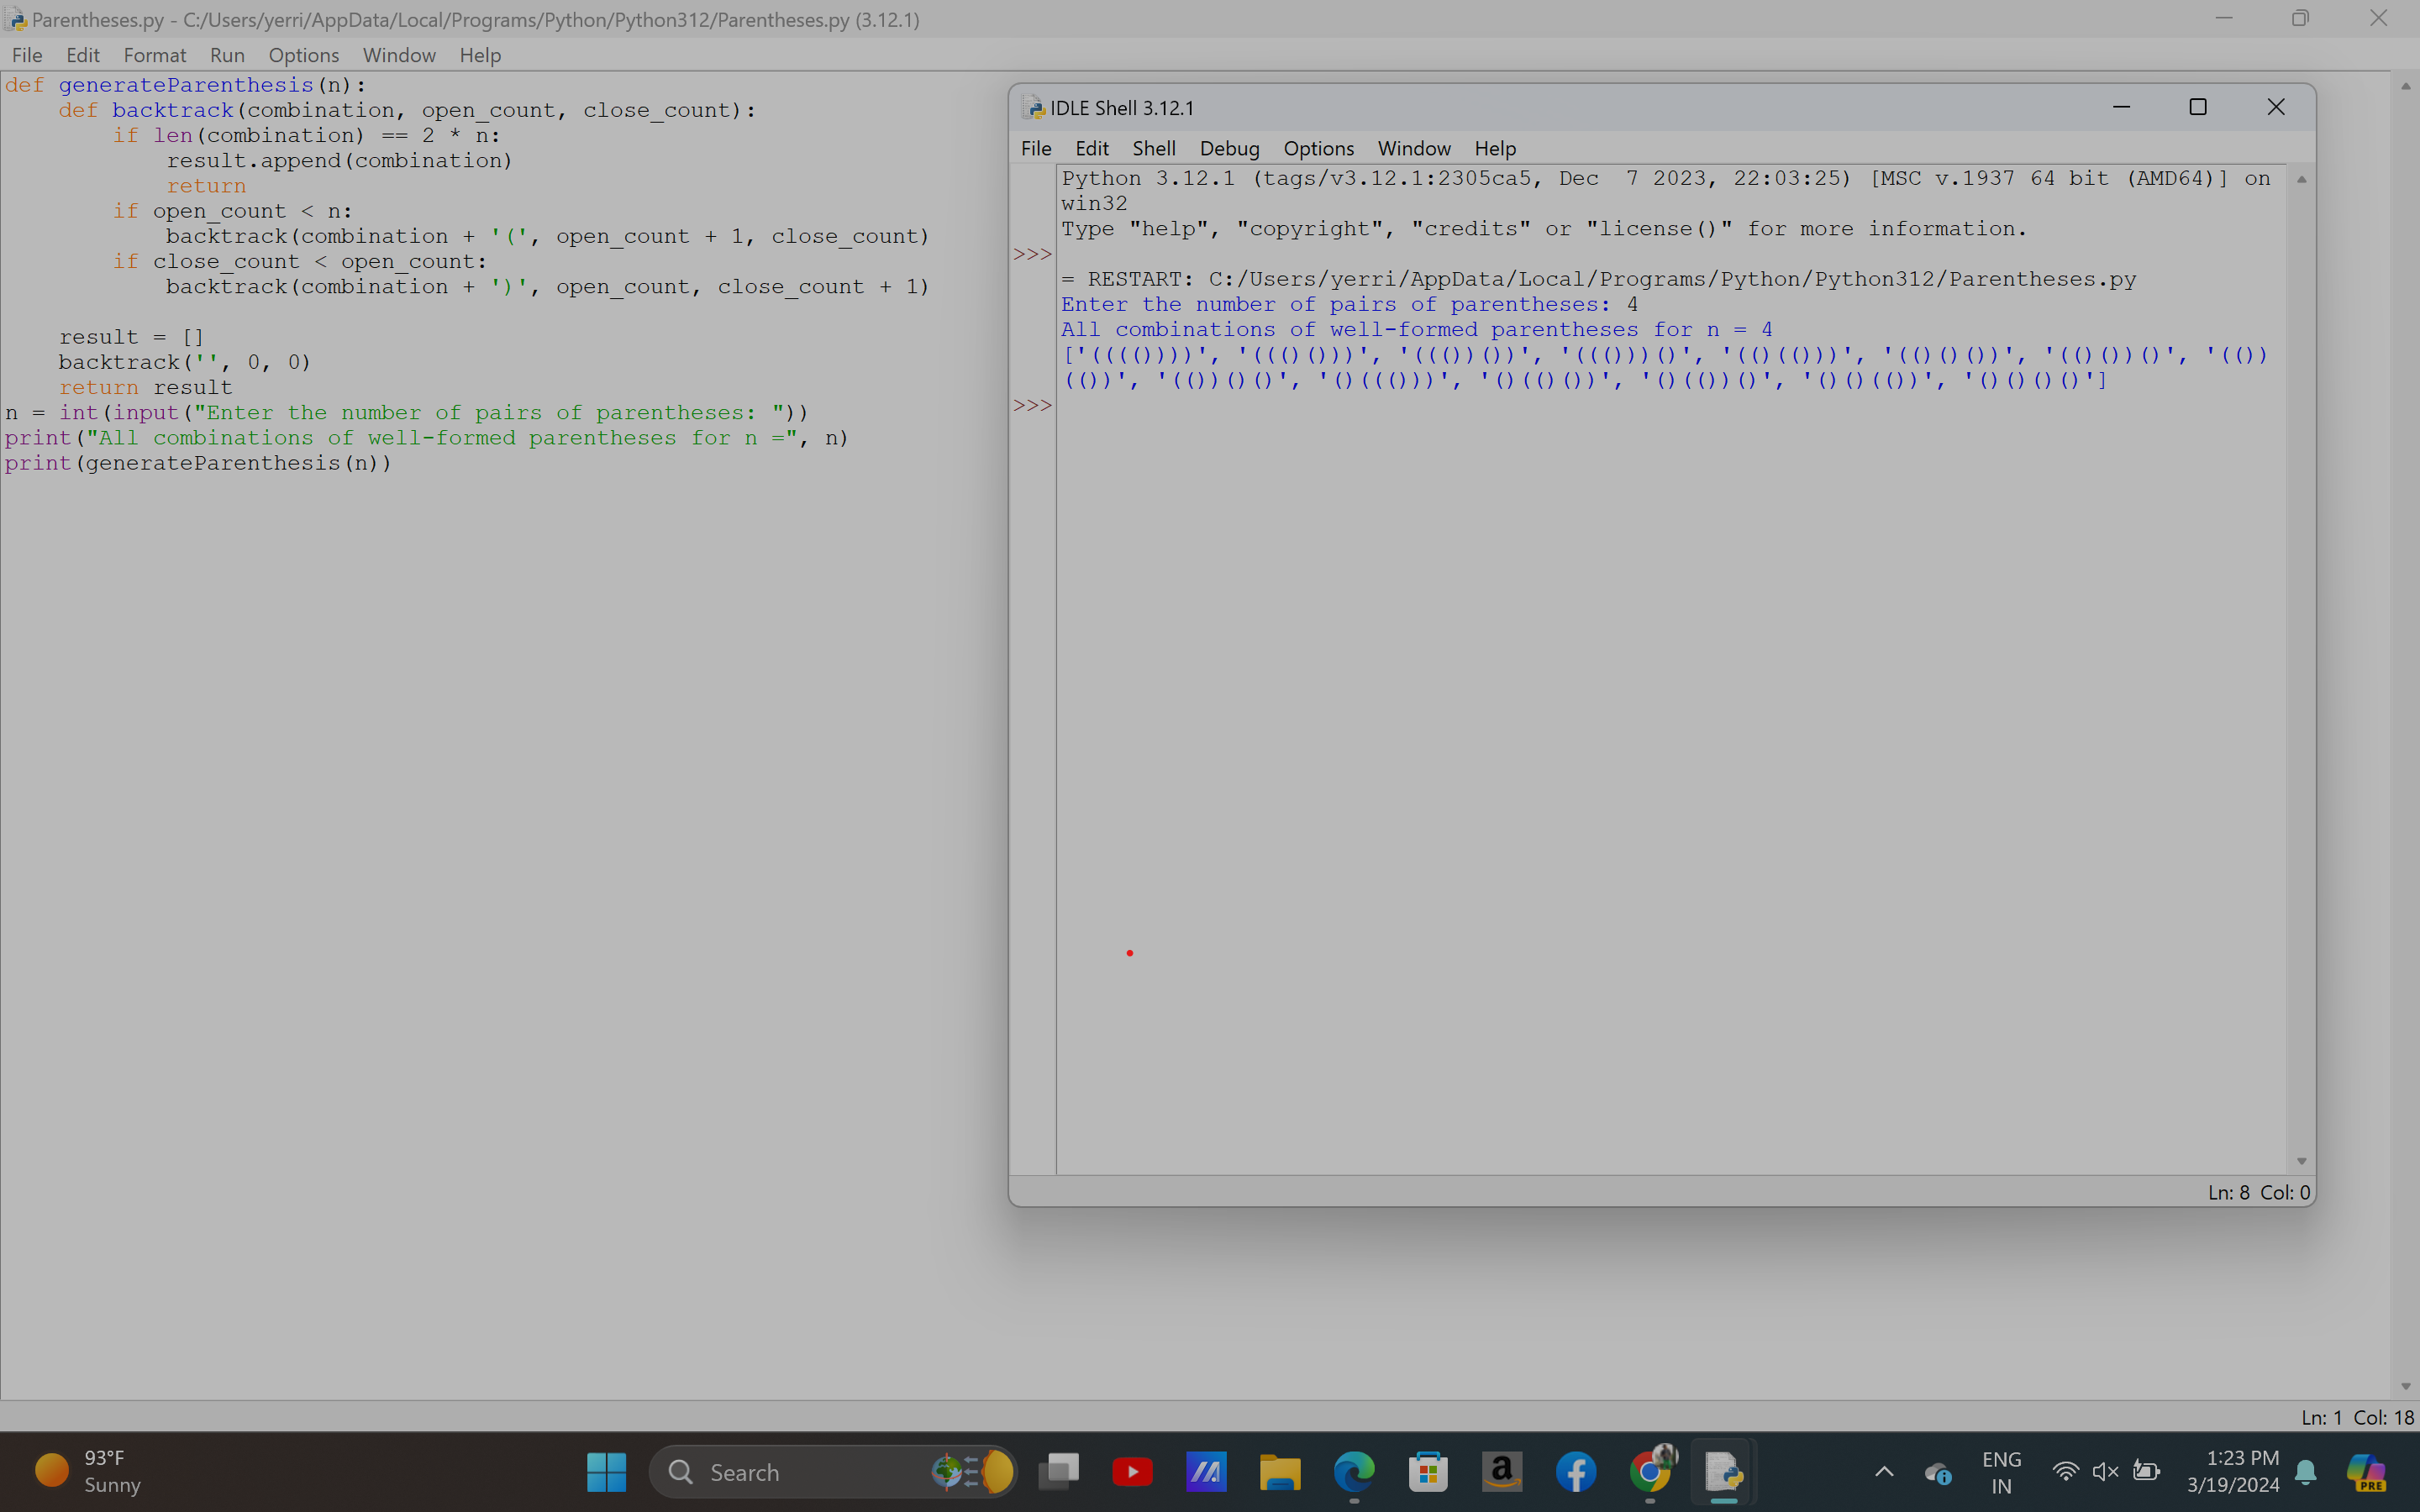 Parentheses.py - C:/Users/yerri/AppData/Local/Programs/Python/Python312/Parentheses.py (3.12.1)
File Edit Format Run Options Window Help
def generateParenthesis(n):
    def backtrack(combination, open_count, close_count):
        if len(combination) == 2 * n:
            result.append(combination)
            return
        if open_count < n:
            backtrack(combination + '(', open_count + 1, close_count)
        if close_count < open_count:
            backtrack(combination + ')', open_count, close_count + 1)
    result = []
    backtrack('', 0, 0)
    return result
n = int(input("Enter the number of pairs of parentheses: "))
print("All combinations of well-formed parentheses for n =", n)
print(generateParenthesis(n))
IDLE Shell 3.12.1
File Edit Shell Debug Options Window Help
Python 3.12.1 (tags/v3.12.1:2305ca5, Dec  7 2023, 22:03:25) [MSC v.1937 64 bit (AMD64)] on
win32
Type "help", "copyright", "credits" or "license()" for more information.
>>>
= RESTART: C:/Users/yerri/AppData/Local/Programs/Python/Python312/Parentheses.py
Enter the number of pairs of parentheses: 4
All combinations of well-formed parentheses for n = 4
['(((())))', '((()()))', '((())())', '((()))()', '(()(()))', '(()()())', '(()())()', '(())
(())', '(())()()', '()((()))', '()(()())', '()(())()', '()()(())', '()()()()']
>>>
Ln: 8 Col: 0
Ln: 1 Col: 18
93°F
Sunny
Search
ENG
IN
1:23 PM
3/19/2024
PRE